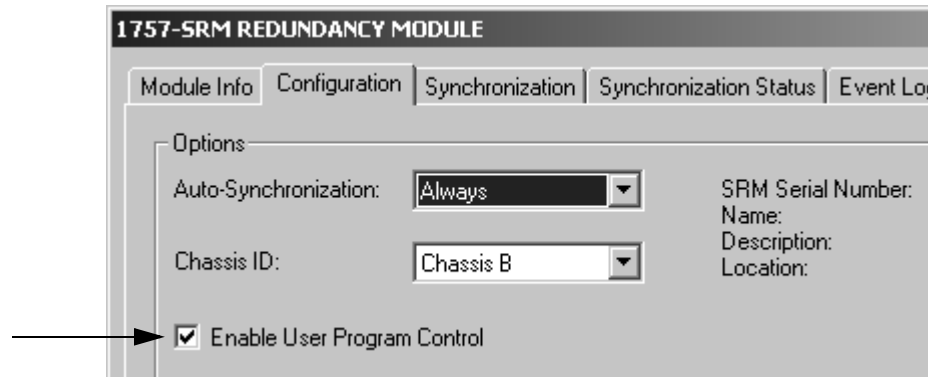 1757-SRM REDUNDANCY MODULE
Module Info Configuration Synchronization Synchronization Status Event Log
Options
Auto-Synchronization: Always SRM Serial Number:
Name:
Description:
Chassis ID: Chassis B Location:
Enable User Program Control